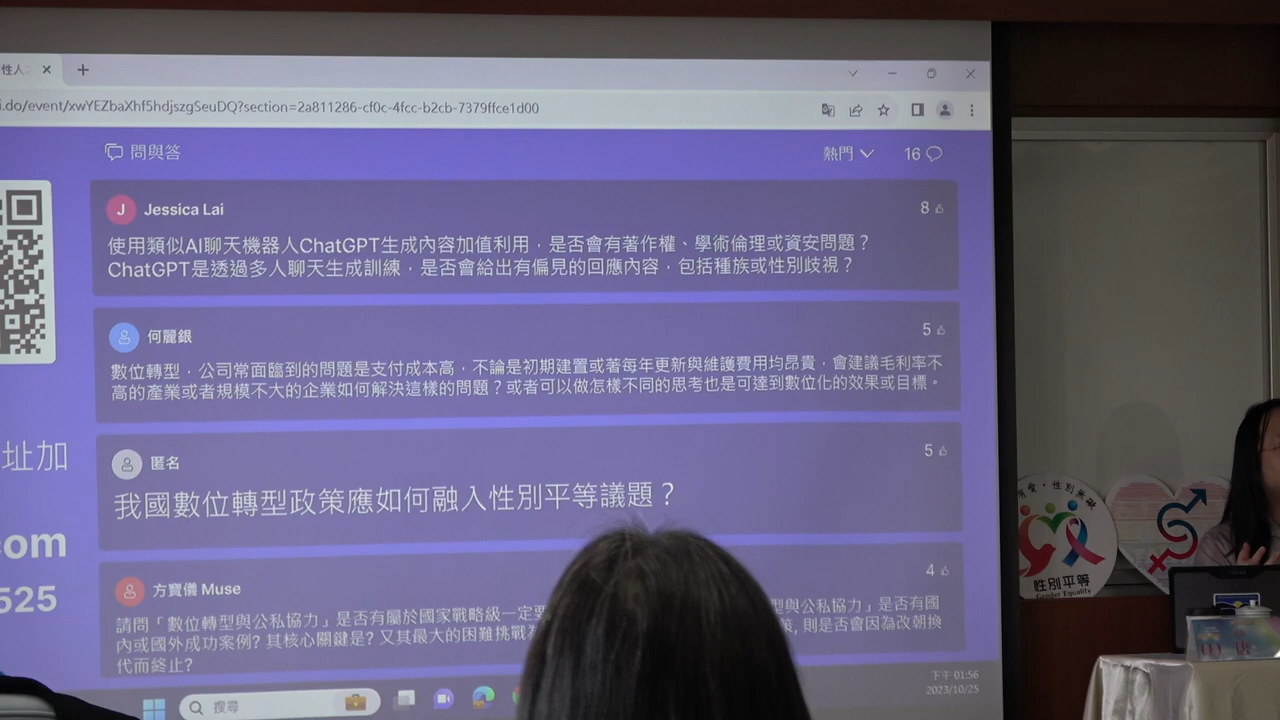 性人
i.do/event/xwYEZbaXhf5hdjszgSeuDQ?section=2a811286-cf0c-4fcc-b2cb-7379ffce1d00
問與答
熱門
16
Jessica Lai
8
使用類似AI聊天機器人ChatGPT生成內容加值利用，是否會有著作權、學術倫理或資安問題？
ChatGPT是透過多人聊天生成訓練，是否會給出有偏見的回應內容，包括種族或性別歧視？
何麗銀
5
數位轉型，公司常面臨到的問題是支付成本高，不論是初期建置或著每年更新與維護費用均昂貴，會建議毛利率不
高的產業或者規模不大的企業如何解決這樣的問題？或者可以做怎樣不同的思考也是可達到數位化的效果或目標。
匿名
5
我國數位轉型政策應如何融入性別平等議題？
方寶儀 Muse
4
請問「數位轉型與公私協力」是否有屬於國家戰略級一定要
型與公私協力」是否有國
內或國外成功案例? 其核心關鍵是? 又其最大的困難挑戰為
策, 則是否會因為改朝換
代而終止?
址加
com
525
J
搜尋
下午 01:56
2023/10/25
有愛・性別無礙
性別平等
Gender Equality